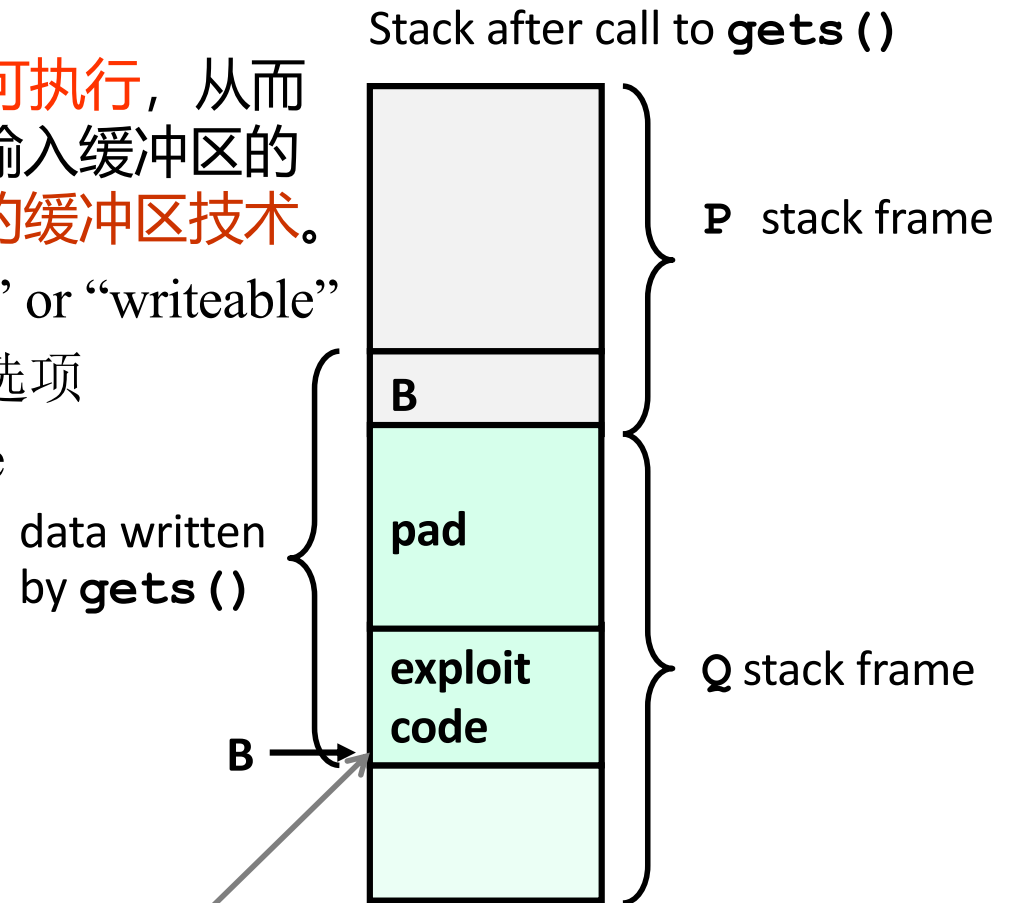 Stack after call to gets()
可执行，从而
输入缓冲区的
的缓冲区技术。
” or “writeable”
选项
e
data written
by gets()
B
P stack frame
B
pad
exploit
code
Q stack frame